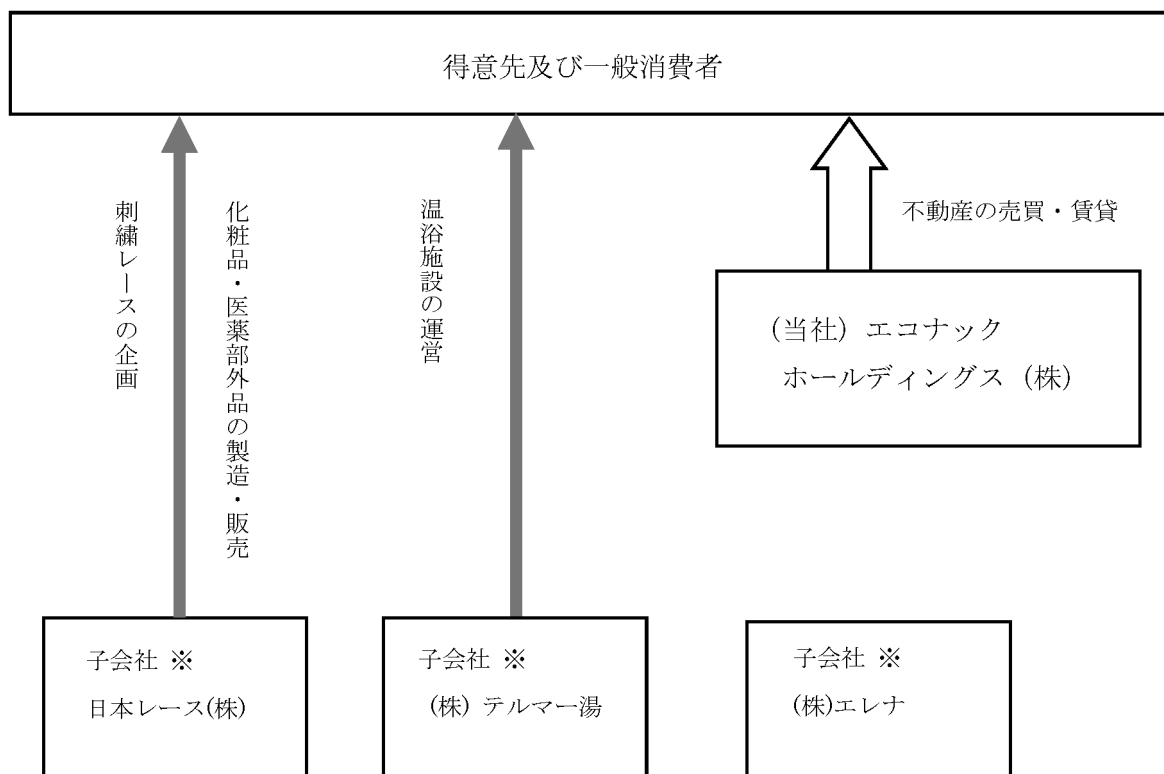 得意先及び一般消費者
刺繍レースの企画
化粧品・医薬部外品の製造・販売
温浴施設の運営
不動産の売買・賃貸
(当社) エコナック
ホールディングス (株)
子会社 ※
日本レース(株)
子会社 ※
(株) テルマー湯
子会社 ※
(株)エレナ